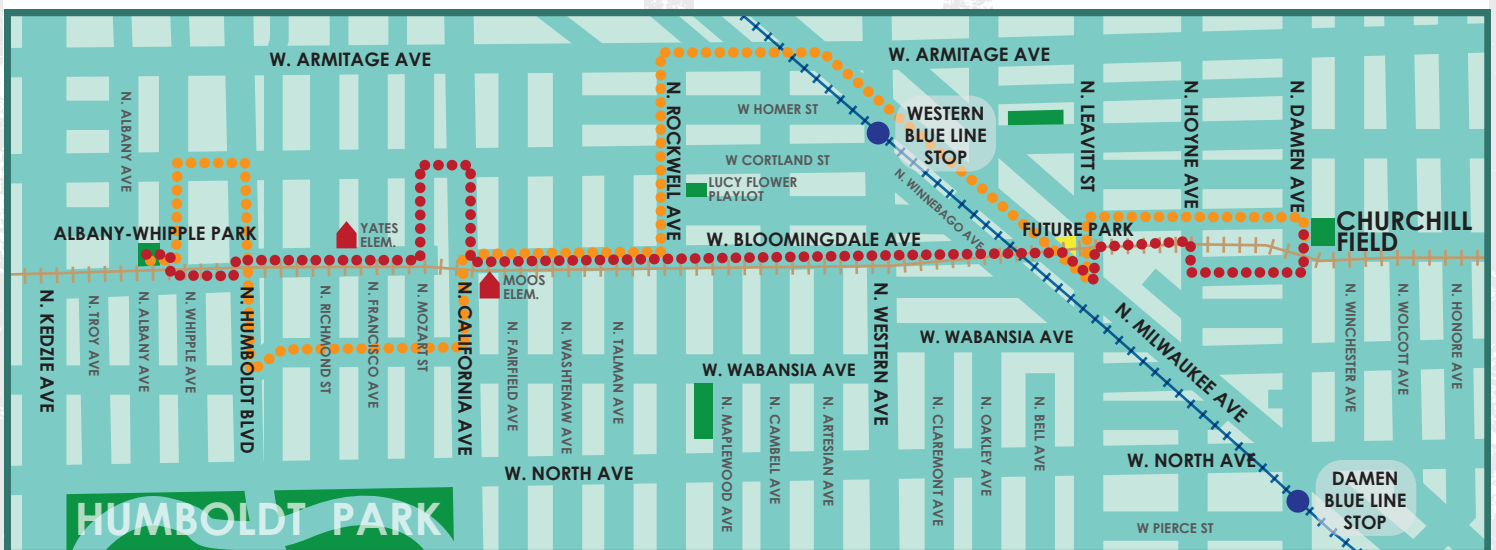 W. ARMITAGE AVE
W. ARMITAGE AVE
N. ALBANY AVE
N. ROCKWELL AVE
W HOMER ST
WESTERN
BLUE LINE
STOP
N. LEAVITT ST
N. HOYNE AVE
N. DAMEN AVE
W CORTLAND ST
LUCY FLOWER
PLAYLOT
N. WINNEBAGO AVE
ALBANY-WHIPPLE PARK
YATES
ELEM.
W. BLOOMINGDALE AVE
FUTURE PARK
CHURCHILL
FIELD
MOOS
ELEM.
N. KEDZIE AVE
N. TROY AVE
N. ALBANY AVE
N. WHIPPLE AVE
N. HUMBOLDT BLVD
N. RICHMOND ST
N. FRANCISCO AVE
N. MOZART ST
N. CALIFORNIA AVE
N. FAIRFIELD AVE
N. WASHTENAW AVE
N. TALMAN AVE
N. WESTERN AVE
W. WABANSIA AVE
N. MILWAUKEE AVE
N. WINCHESTER AVE
N. WOLCOTT AVE
N. HONORE AVE
W. WABANSIA AVE
N. MAPLEWOOD AVE
N. CAMBELL AVE
N. ARTESIAN AVE
N. CLAREMONT AVE
N. OAKLEY AVE
N. BELL AVE
W. NORTH AVE
W. NORTH AVE
HUMBOLDT PARK
DAMEN
BLUE LINE
STOP
W PIERCE ST